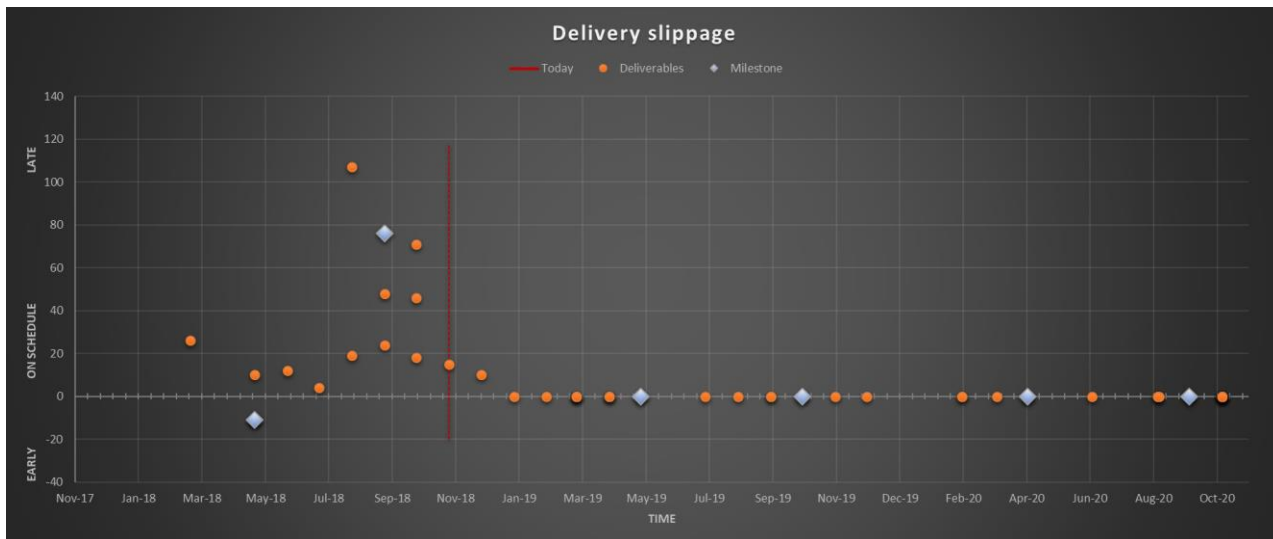 Delivery slippage
Today Deliverables Milestone
140
120
100
80
60
40
20
0
-20
-40
LATE
ON SCHEDULE
EARLY
Nov-17 Jan-18 Mar-18 May-18 Jul-18 Sep-18 Nov-18 Jan-19 Mar-19 May-19 Jul-19 Sep-19 Nov-19 Dec-19 Feb-20 Apr-20 Jun-20 Aug-20 Oct-20
TIME